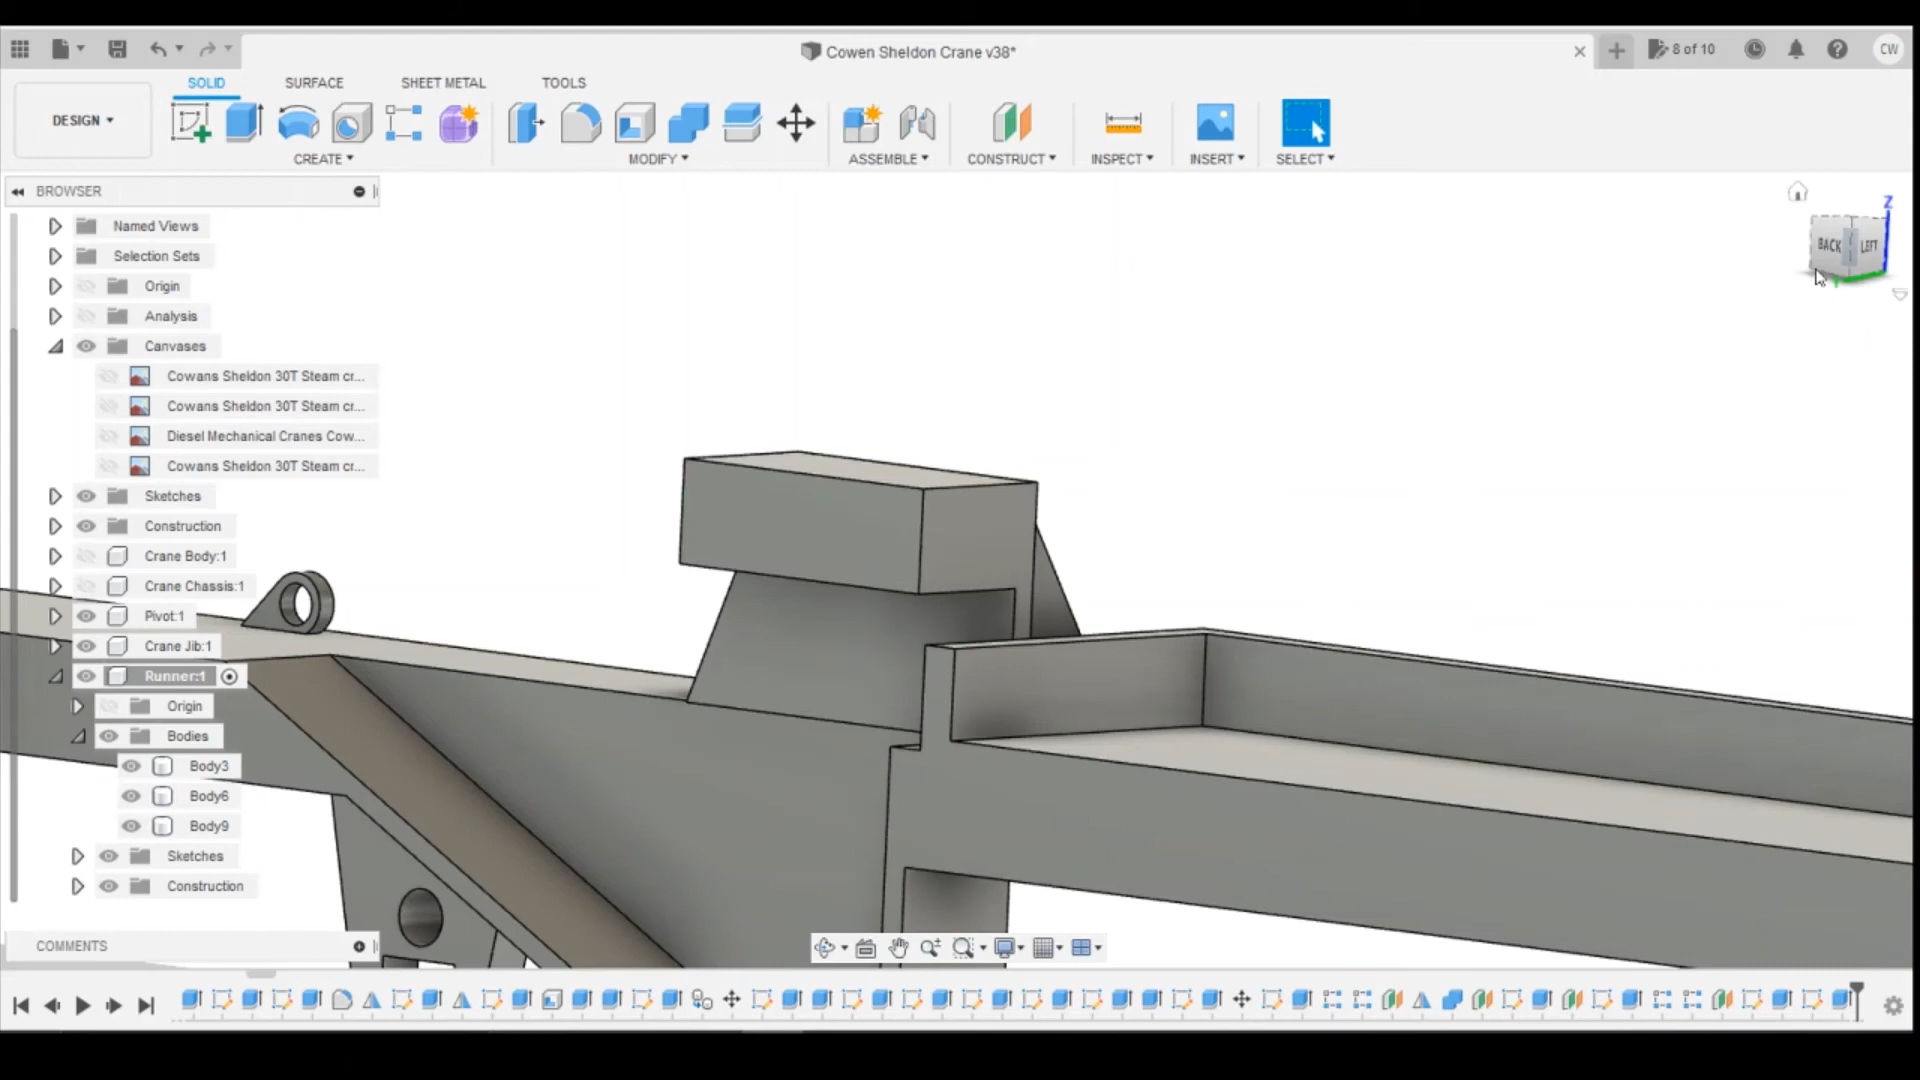 Cowen Sheldon Crane v38*
8 of 10
CW
SOLID
SURFACE
SHEET METAL
TOOLS
DESIGN
CREATE
MODIFY
ASSEMBLE
CONSTRUCT
INSPECT
INSERT
SELECT
BROWSER
Z
BACK
LEFT
Y
Named Views
Selection Sets
Origin
Analysis
Canvases
Cowans Sheldon 30T Steam cr...
Cowans Sheldon 30T Steam cr...
Diesel Mechanical Cranes Cow...
Cowans Sheldon 30T Steam cr...
Sketches
Construction
Crane Body:1
Crane Chassis:1
Pivot:1
Crane Jib:1
Runner:1
Origin
Bodies
Body3
Body6
Body9
Sketches
Construction
COMMENTS